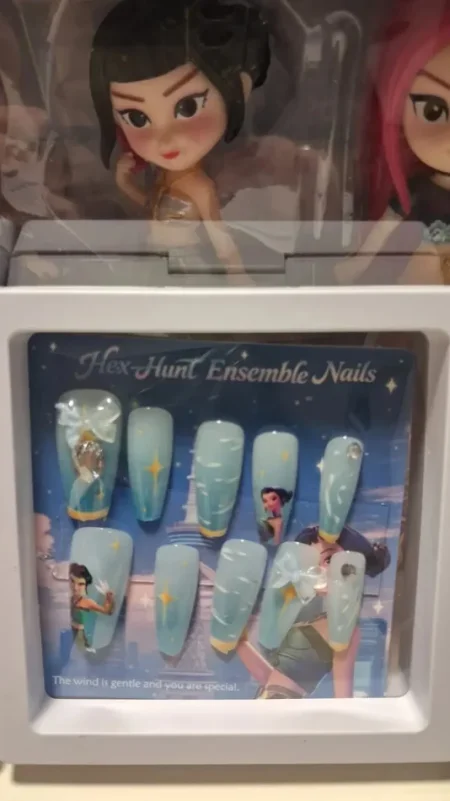 Hex-Hunt Ensemble Nails
The wind is gentle and you are special.